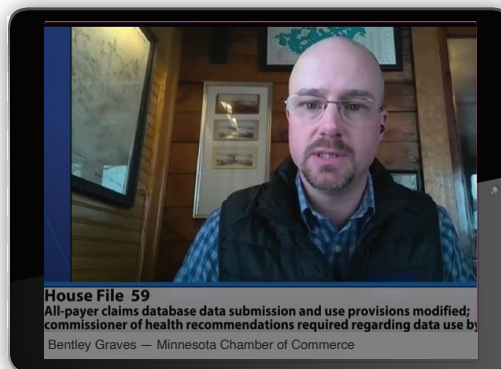 House File 59
All-payer claims database data submission and use provisions modified;
commissioner of health recommendations required regarding data use by
Bentley Graves — Minnesota Chamber of Commerce